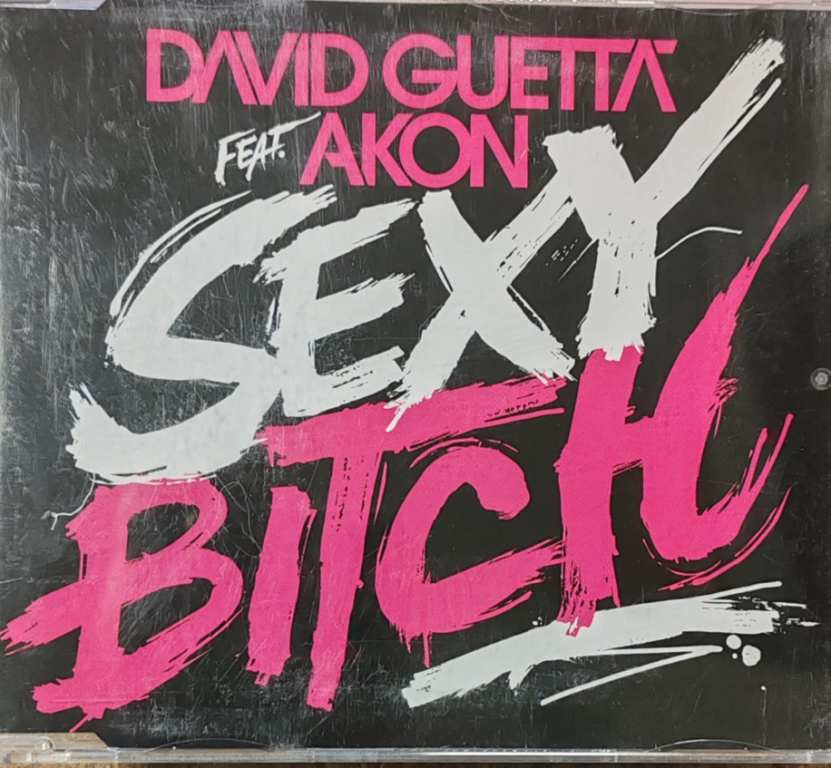 DAVID GUETTA
FEAT. AKON
SEXY
BITCH